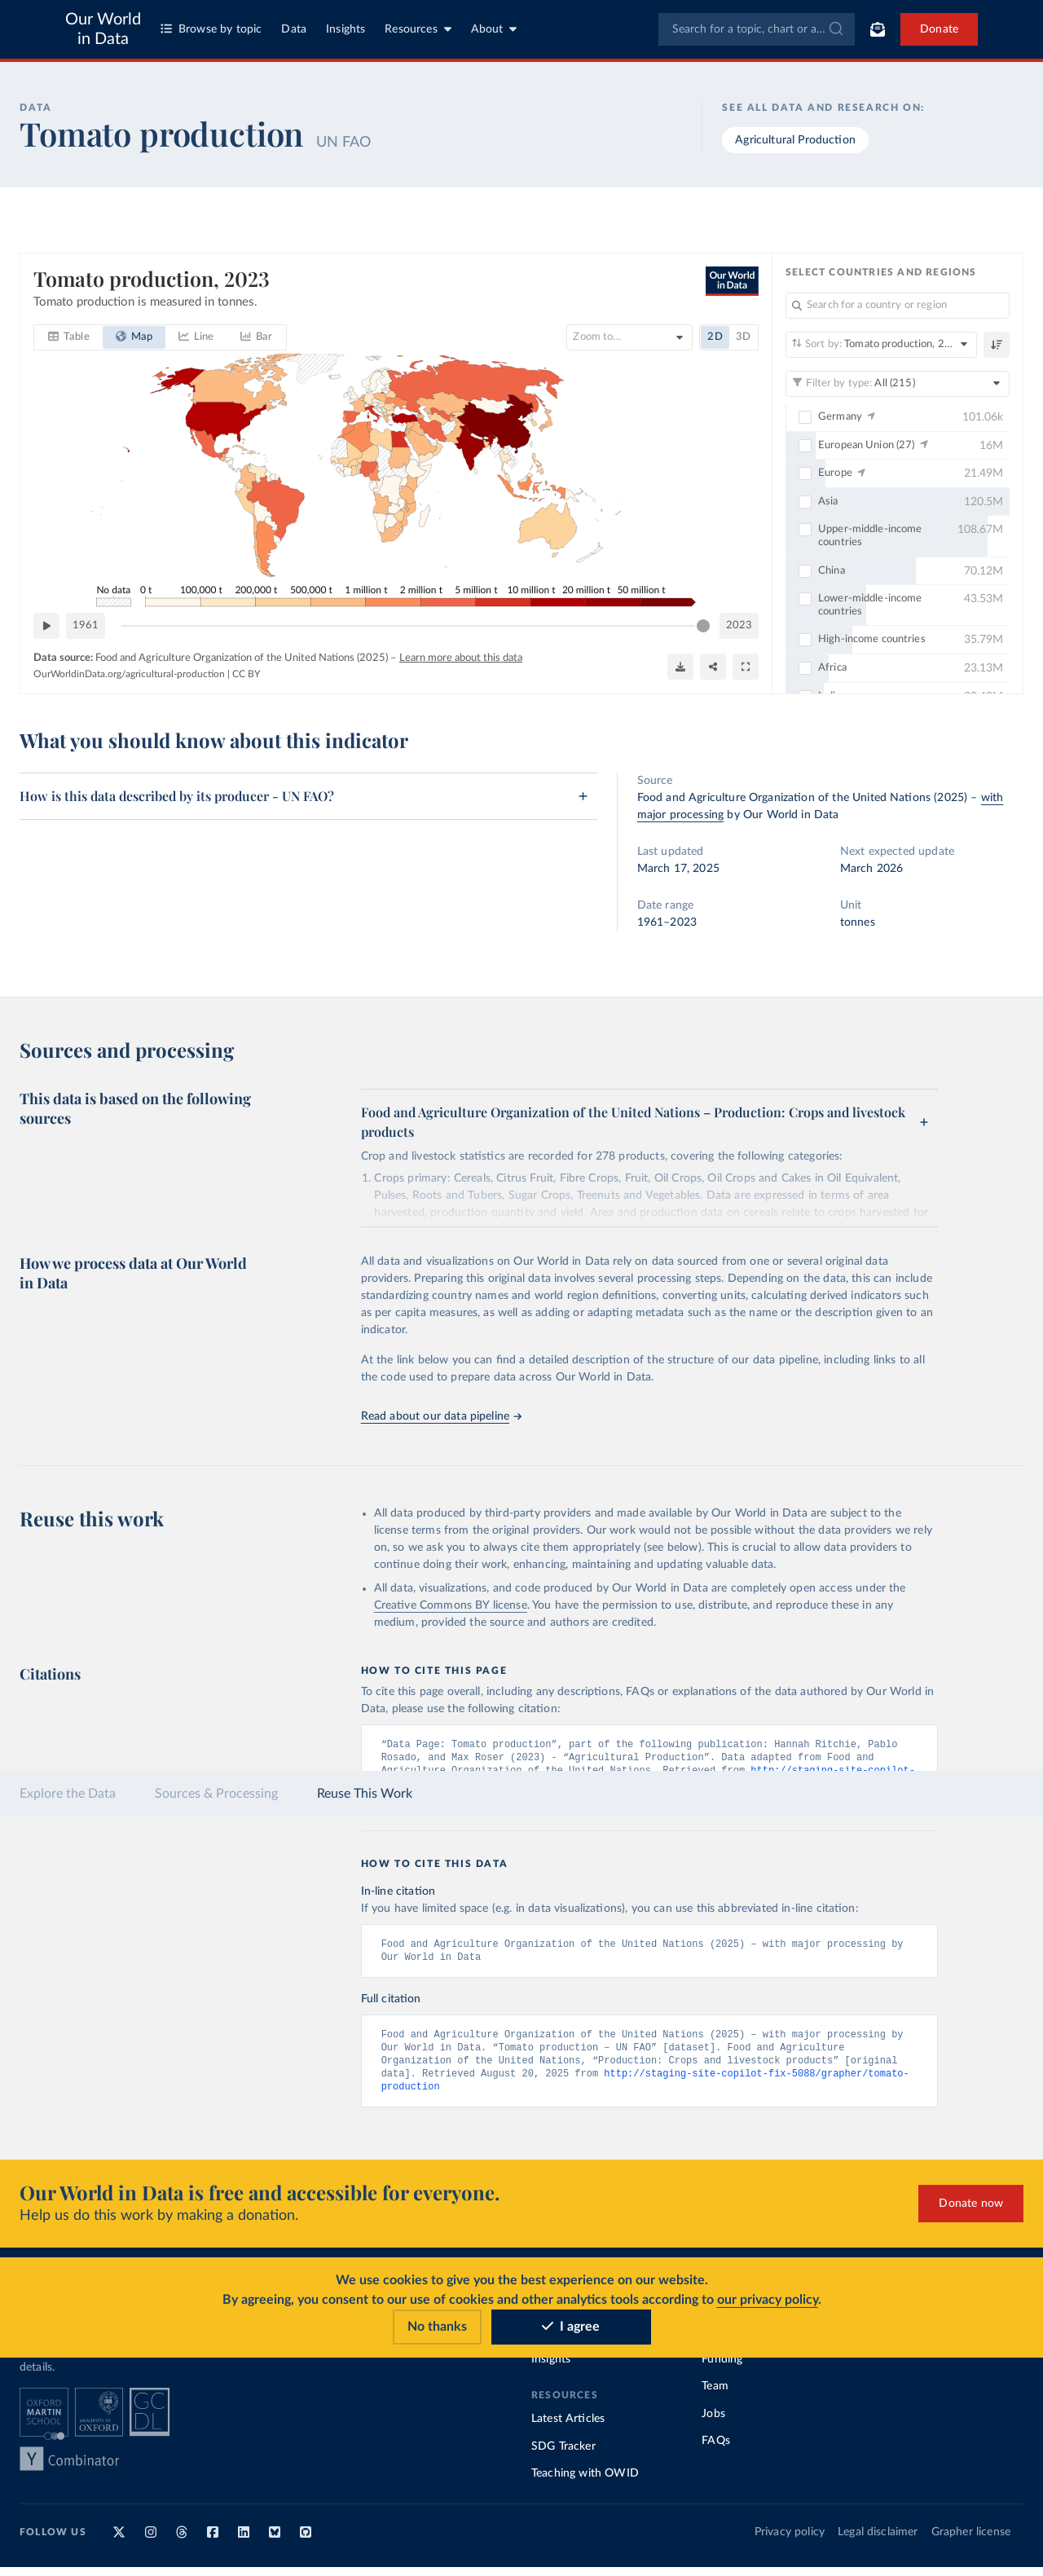 Our World
in Data
Browse by topic
Data
Insights
Resources
About
Search for a topic, chart or a...
Donate
DATA
Tomato production UN FAO
SEE ALL DATA AND RESEARCH ON:
Agricultural Production
Tomato production, 2023
Tomato production is measured in tonnes.
Our World
in Data
Table
Map
Line
Bar
Zoom to...
2D
3D
No data
0 t
100,000 t
200,000 t
500,000 t
1 million t
2 million t
5 million t
10 million t
20 million t
50 million t
1961
2023
Data source: Food and Agriculture Organization of the United Nations (2025) – Learn more about this data
OurWorldinData.org/agricultural-production | CC BY
SELECT COUNTRIES AND REGIONS
Search for a country or region
Sort by: Tomato production, 2...
Filter by type: All (215)
Germany 101.06k
European Union (27) 16M
Europe 21.49M
Asia 120.5M
Upper-middle-income
countries
108.67M
China 70.12M
Lower-middle-income
countries
43.53M
High-income countries 35.79M
Africa 23.13M
What you should know about this indicator
How is this data described by its producer - UN FAO?
Source
Food and Agriculture Organization of the United Nations (2025) – with
major processing by Our World in Data
Last updated
March 17, 2025
Next expected update
March 2026
Date range
1961–2023
Unit
tonnes
Sources and processing
This data is based on the following
sources
Food and Agriculture Organization of the United Nations – Production: Crops and livestock
products
Crop and livestock statistics are recorded for 278 products, covering the following categories:
1. Crops primary: Cereals, Citrus Fruit, Fibre Crops, Fruit, Oil Crops, Oil Crops and Cakes in Oil Equivalent,
Pulses, Roots and Tubers, Sugar Crops, Treenuts and Vegetables. Data are expressed in terms of area
harvested, production quantity and yield. Area and production data on cereals relate to crops harvested for
How we process data at Our World
in Data
All data and visualizations on Our World in Data rely on data sourced from one or several original data
providers. Preparing this original data involves several processing steps. Depending on the data, this can include
standardizing country names and world region definitions, converting units, calculating derived indicators such
as per capita measures, as well as adding or adapting metadata such as the name or the description given to an
indicator.
At the link below you can find a detailed description of the structure of our data pipeline, including links to all
the code used to prepare data across Our World in Data.
Read about our data pipeline
Reuse this work
All data produced by third-party providers and made available by Our World in Data are subject to the
license terms from the original providers. Our work would not be possible without the data providers we rely
on, so we ask you to always cite them appropriately (see below). This is crucial to allow data providers to
continue doing their work, enhancing, maintaining and updating valuable data.
All data, visualizations, and code produced by Our World in Data are completely open access under the
Creative Commons BY license. You have the permission to use, distribute, and reproduce these in any
medium, provided the source and authors are credited.
Citations
HOW TO CITE THIS PAGE
To cite this page overall, including any descriptions, FAQs or explanations of the data authored by Our World in
Data, please use the following citation:
“Data Page: Tomato production”, part of the following publication: Hannah Ritchie, Pablo
Rosado, and Max Roser (2023) - “Agricultural Production”. Data adapted from Food and
Agriculture Organization of the United Nations. Retrieved from http://staging-site-copilot-
Explore the Data
Sources & Processing
Reuse This Work
HOW TO CITE THIS DATA
In-line citation
If you have limited space (e.g. in data visualizations), you can use this abbreviated in-line citation:
Food and Agriculture Organization of the United Nations (2025) – with major processing by
Our World in Data
Full citation
Food and Agriculture Organization of the United Nations (2025) – with major processing by
Our World in Data. “Tomato production – UN FAO” [dataset]. Food and Agriculture
Organization of the United Nations, “Production: Crops and livestock products” [original
data]. Retrieved August 20, 2025 from http://staging-site-copilot-fix-5088/grapher/tomato-
production
Our World in Data is free and accessible for everyone.
Help us do this work by making a donation.
Donate now
We use cookies to give you the best experience on our website.
By agreeing, you consent to our use of cookies and other analytics tools according to our privacy policy.
No thanks
I agree
details.
Insights
Funding
RESOURCES
Latest Articles
SDG Tracker
Teaching with OWID
Team
Jobs
FAQs
OXFORD
MARTIN
SCHOOL
UNIVERSITY OF
OXFORD
GC
DL
Y Combinator
FOLLOW US
Privacy policy
Legal disclaimer
Grapher license